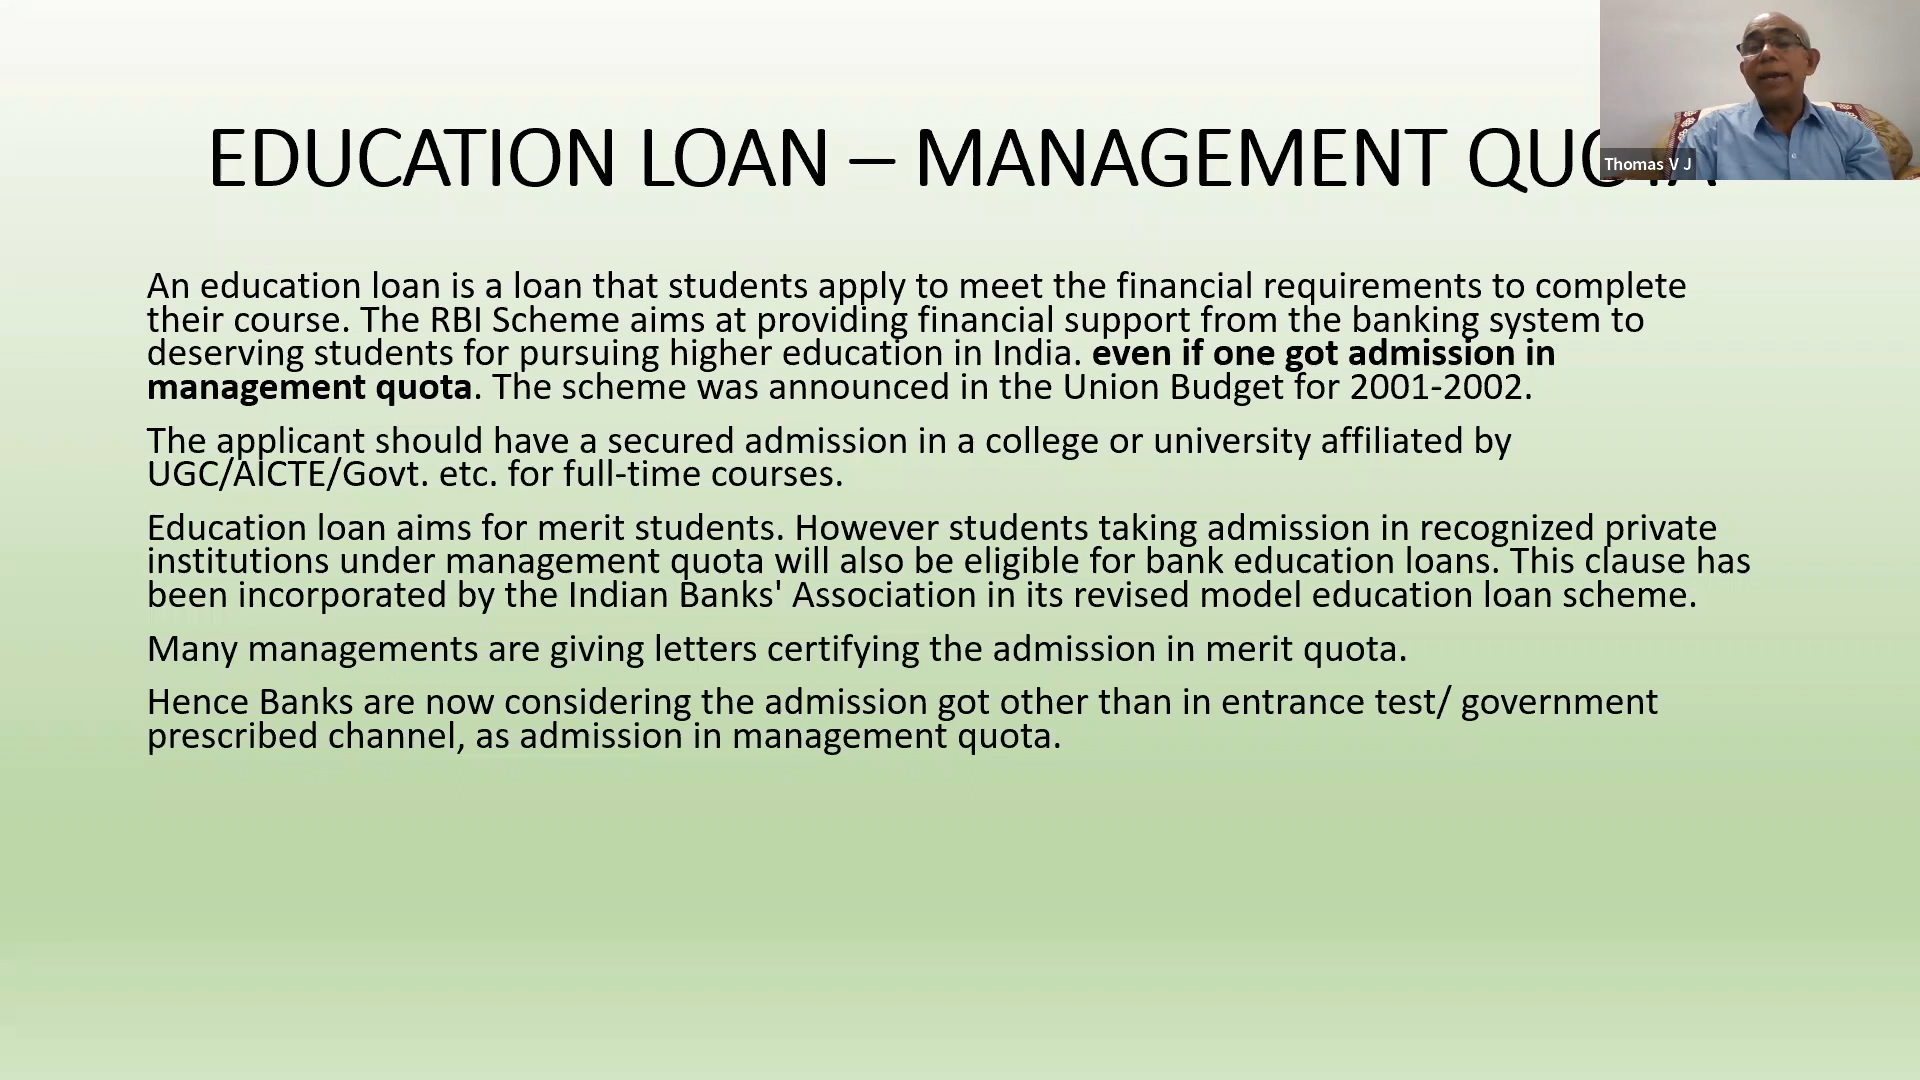 EDUCATION LOAN – MANAGEMENT
Thomas V J
An education loan is a loan that students apply to meet the financial requirements to complete
their course. The RBI Scheme aims at providing financial support from the banking system to
deserving students for pursuing higher education in India. even if one got admission in
management quota. The scheme was announced in the Union Budget for 2001-2002.
The applicant should have a secured admission in a college or university affiliated by
UGC/AICTE/Govt. etc. for full-time courses.
Education loan aims for merit students. However students taking admission in recognized private
institutions under management quota will also be eligible for bank education loans. This clause has
been incorporated by the Indian Banks' Association in its revised model education loan scheme.
Many managements are giving letters certifying the admission in merit quota.
Hence Banks are now considering the admission got other than in entrance test/ government
prescribed channel, as admission in management quota.